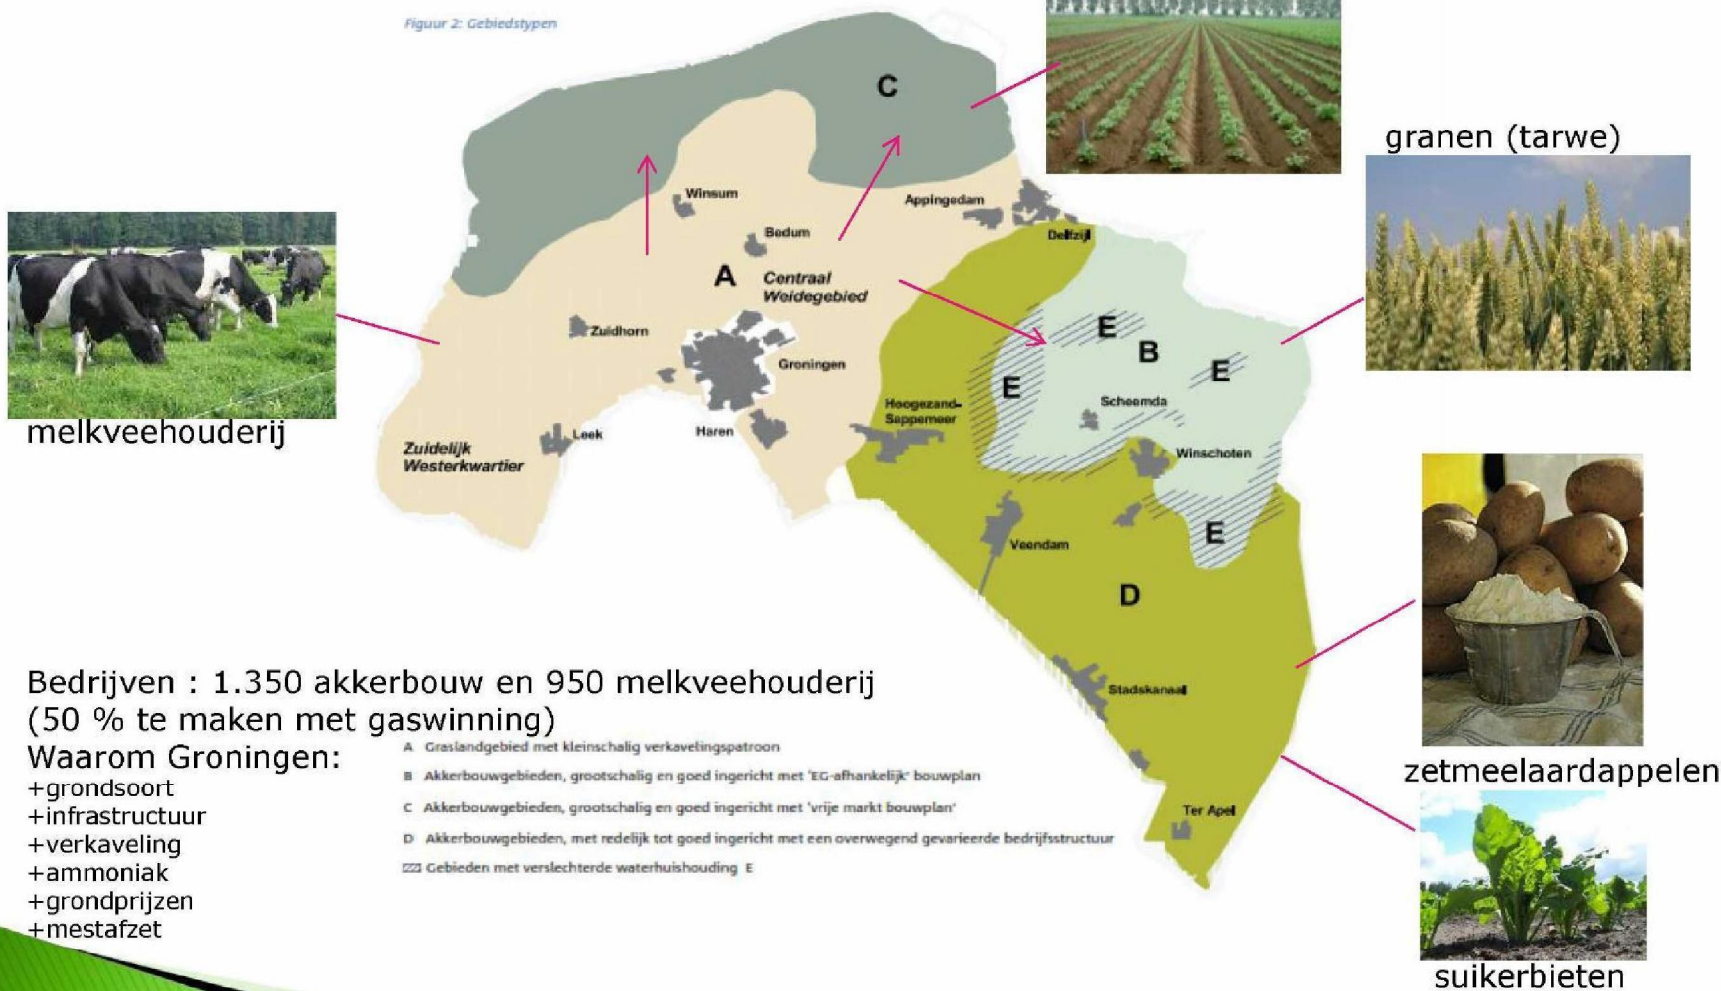 Figuur 2: Gebiedstypen
C
granen (tarwe)
Winsum
Appingedam
Bedum
Delfzijl
A
Centraal
Weidegebied
E
B
E
Zuidhorn
Groningen
E
Scheemda
Hoogezand-
Sappemeer
melkveehouderij
Leek
Haren
Zuidelijk
Westerkwartier
Winschoten
E
Veendam
D
Stadskanaal
zetmeelaardappelen
Ter Apel
suikerbieten
Bedrijven : 1.350 akkerbouw en 950 melkveehouderij
(50 % te maken met gaswinning)
Waarom Groningen:
+grondsoort
+infrastructuur
+verkaveling
+ammoniak
+grondprijzen
+mestafzet
A Graslandgebied met kleinschalig verkavelingspatroon
B Akkerbouwgebieden, grootschalig en goed ingericht met 'EG-afhankelijk' bouwplan
C Akkerbouwgebieden, grootschalig en goed ingericht met 'vrije markt bouwplan'
D Akkerbouwgebieden, met redelijk tot goed ingericht met een overwegend gevarieerde bedrijfsstructuur
Gebieden met verslechterde waterhuishouding E